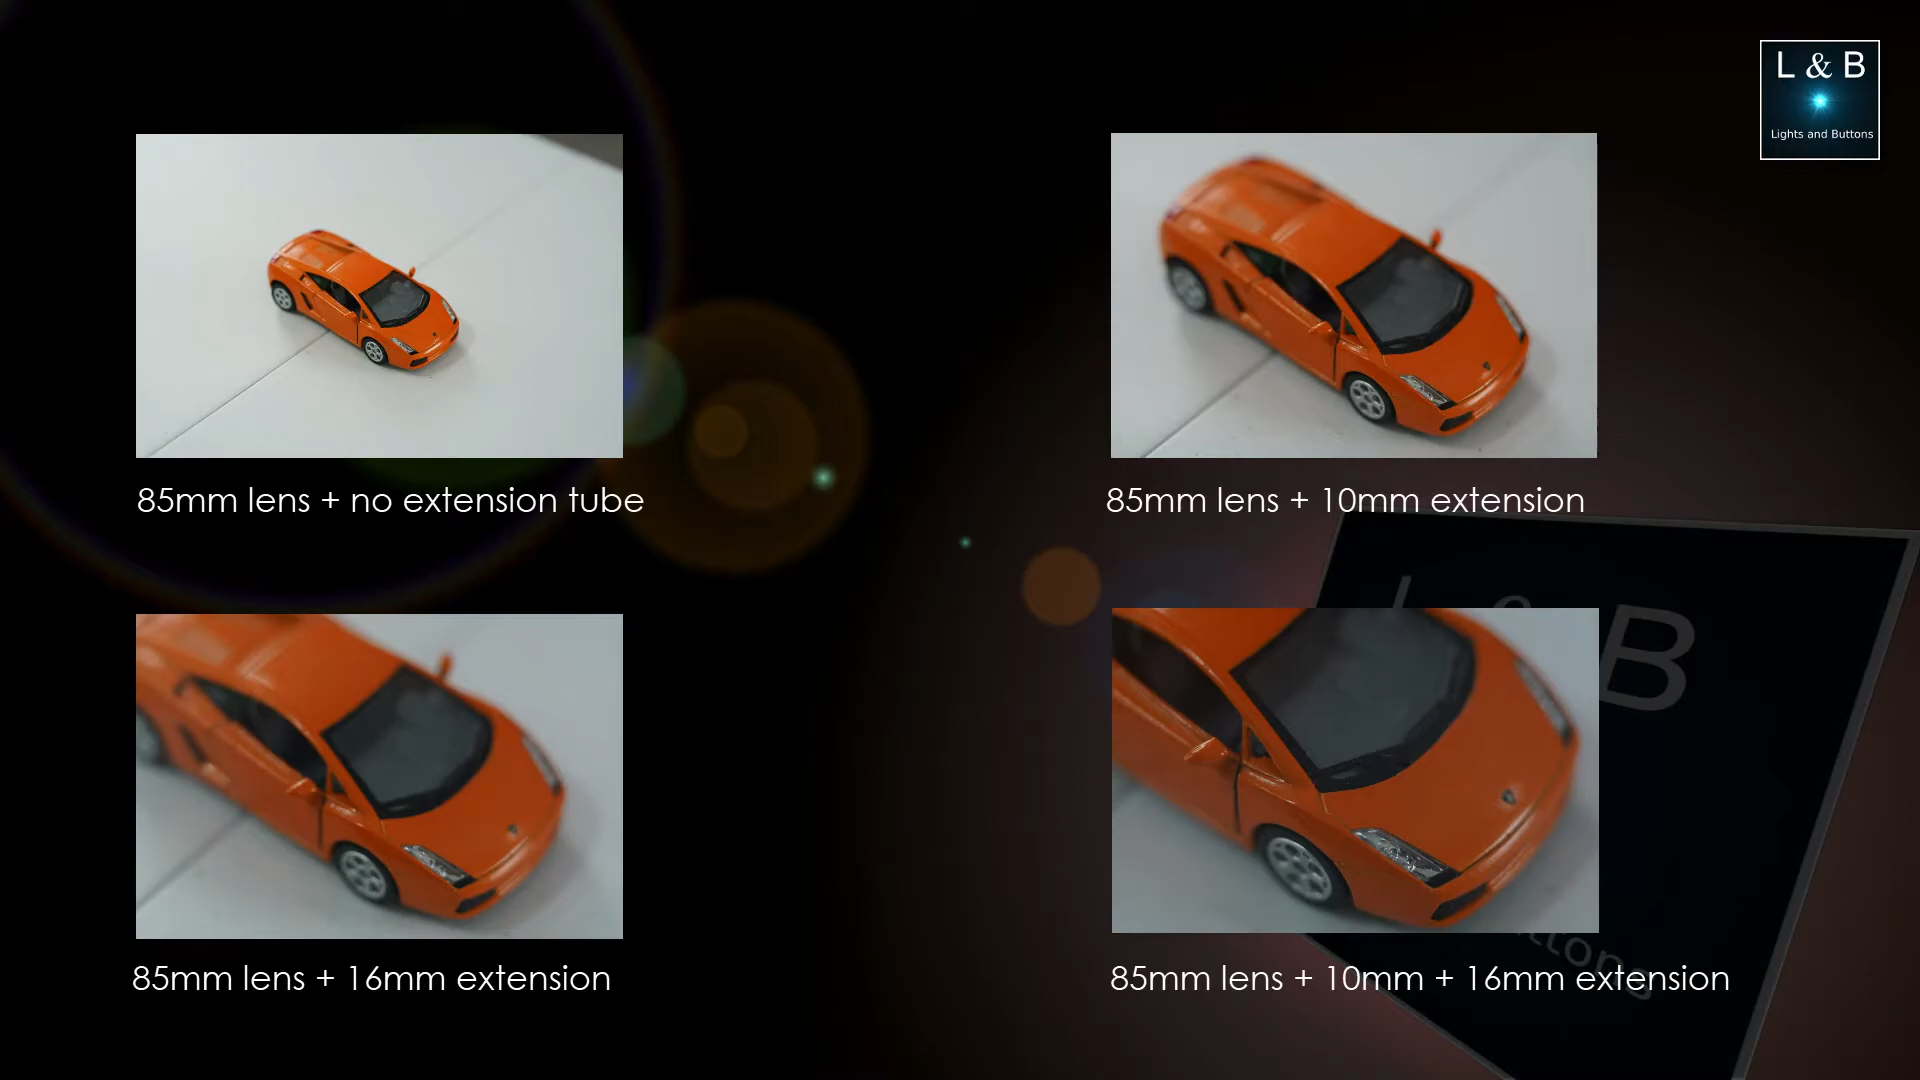 L & B
Lights and Buttons
85mm lens + no extension tube
85mm lens + 10mm extension
L & B
85mm lens + 16mm extension
85mm lens + 10mm + 16mm extension